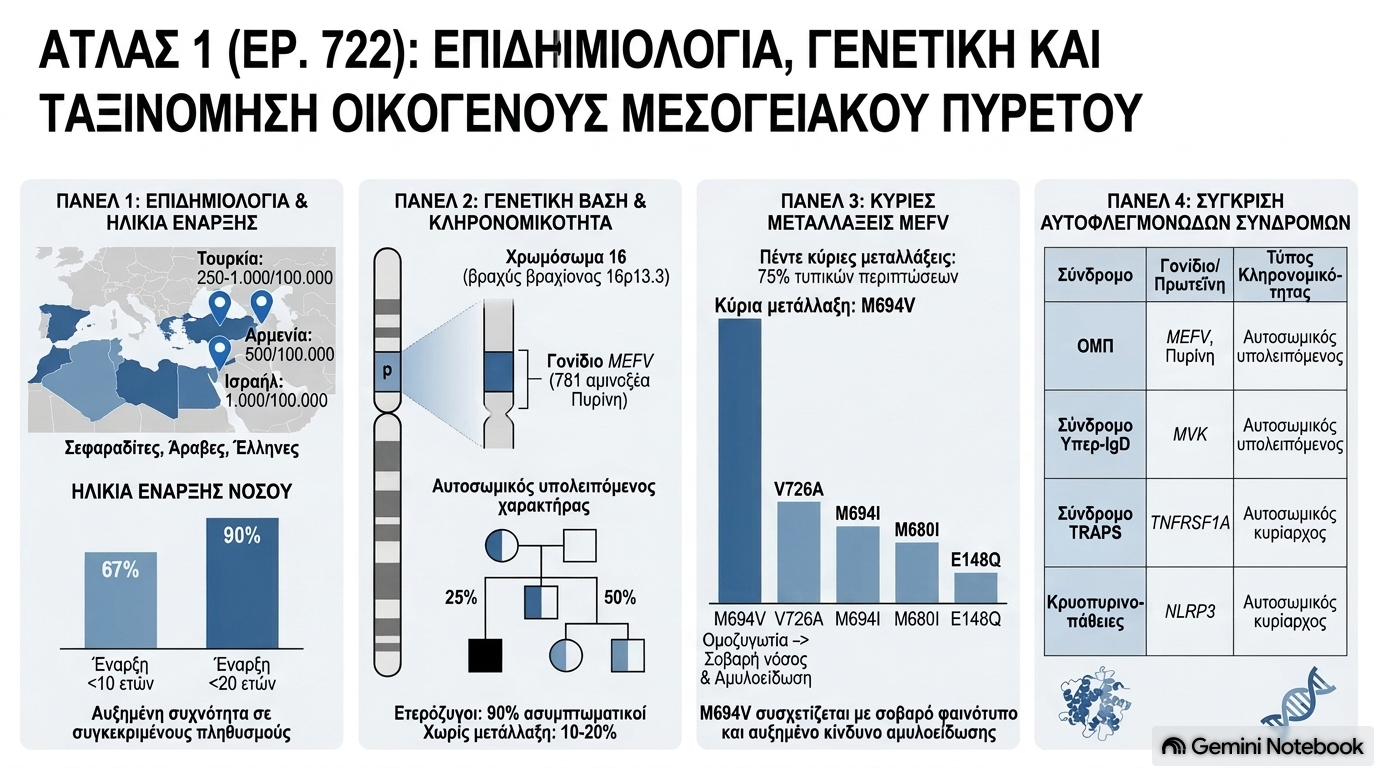 ΑΤΛΑΣ 1 (ΕΡ. 722): ΕΠΙΔΗΙΜΙΟΛΟΓΙΑ, ΓΕΝΕΤΙΚΗ ΚΑΙ
ΤΑΞΙΝΟΜΗΣΗ ΟΙΚΟΓΕΝΟΥΣ ΜΕΣΟΓΕΙΑΚΟΥ ΠΥΡΕΤΟΥ
ΠΑΝΕΛ 1: ΕΠΙΔΗΜΙΟΛΟΓΙΑ &
ΗΛΙΚΙΑ ΕΝΑΡΞΗΣ
Τουρκία:
250-1.000/100.000
Αρμενία:
500/100.000
Ισραήλ:
1.000/100.000
Σεφαραδίτες, Άραβες, Έλληνες
ΗΛΙΚΙΑ ΕΝΑΡΞΗΣ ΝΟΣΟΥ
67%
90%
Έναρξη
<10 ετών
Έναρξη
<20 ετών
Αυξημένη συχνότητα σε
συγκεκριμένους πληθυσμούς
ΠΑΝΕΛ 2: ΓΕΝΕΤΙΚΗ ΒΑΣΗ &
ΚΛΗΡΟΝΟΜΙΚΟΤΗΤΑ
Χρωμόσωμα 16
(βραχύς βραχίονας 16p13.3)
p
Γονίδιο MEFV
(781 αμινοξέα
Πυρίνη)
Αυτοσωμικός υπολειπόμενος
χαρακτήρας
25%
50%
Ετερόζυγοι: 90% ασυμπτωματικοί
Χωρίς μετάλλαξη: 10-20%
ΠΑΝΕΛ 3: ΚΥΡΙΕΣ
ΜΕΤΑΛΛΑΞΕΙΣ MEFV
Πέντε κύριες μεταλλάξεις:
75% τυπικών περιπτώσεων
Κύρια μετάλλαξη: M694V
V726A
M694I
M680I
E148Q
M694V V726A M694I M680I E148Q
Ομοζυγωτία –>
Σοβαρή νόσος
& Αμυλοείδωση
M694V συσχετίζεται με σοβαρό φαινότυπο
και αυξημένο κίνδυνο αμυλοείδωσης
ΠΑΝΕΛ 4: ΣΥΓΚΡΙΣΗ
ΑΥΤΟΦΛΕΓΜΟΝΩΔΩΝ ΣΥΝΔΡΟΜΩΝ
Σύνδρομο
Γονίδιο/
Πρωτεΐνη
Τύπος
Κληρονομικό-
τητας
ΟΜΠ
MEFV,
Πυρίνη
Αυτοσωμικός
υπολειπόμενος
Σύνδρομο
Υπερ-IgD
MVK
Αυτοσωμικός
υπολειπόμενος
Σύνδρομο
TRAPS
TNFRSF1A
Αυτοσωμικός
κυρίαρχος
Κρυοπυρινο-
πάθειες
NLRP3
Αυτοσωμικός
κυρίαρχος
Gemini Notebook